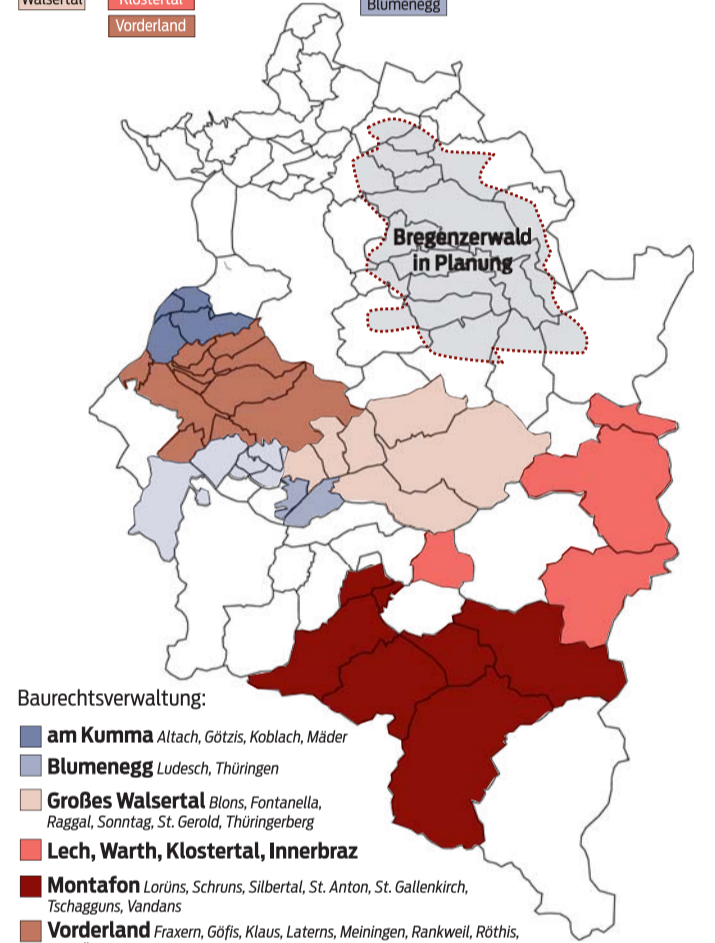 Walsertal
Klostertal
Blumenegg
Vorderland
Bregenzerwald
in Planung
Baurechtsverwaltung:
am Kumma Altach, Götzis, Koblach, Mäder
Blumenegg Ludesch, Thüringen
Großes Walsertal Blons, Fontanella,
Raggal, Sonntag, St. Gerold, Thüringerberg
Lech, Warth, Klostertal, Innerbraz
Montafon Lorüns, Schruns, Silbertal, St. Anton, St. Gallenkirch,
Tschagguns, Vandans
Vorderland Fraxern, Göfis, Klaus, Laterns, Meiningen, Rankweil, Röthis,